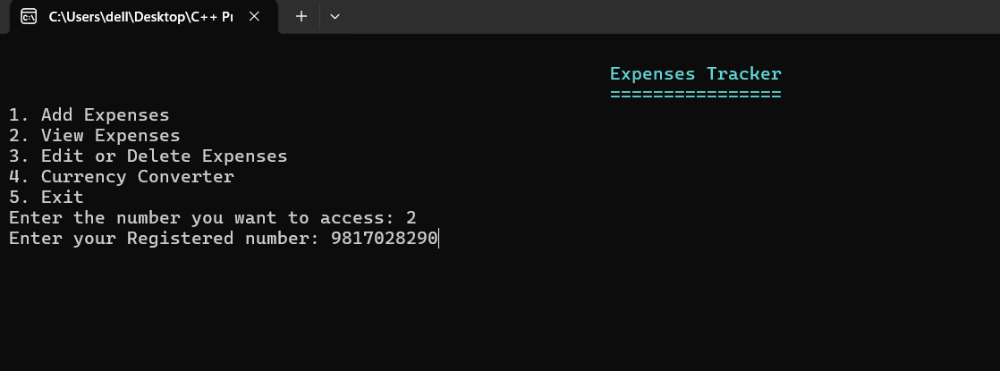 C:\Users\dell\Desktop\C++ Pr
Expenses Tracker
================
1. Add Expenses
2. View Expenses
3. Edit or Delete Expenses
4. Currency Converter
5. Exit
Enter the number you want to access: 2
Enter your Registered number: 9817028290